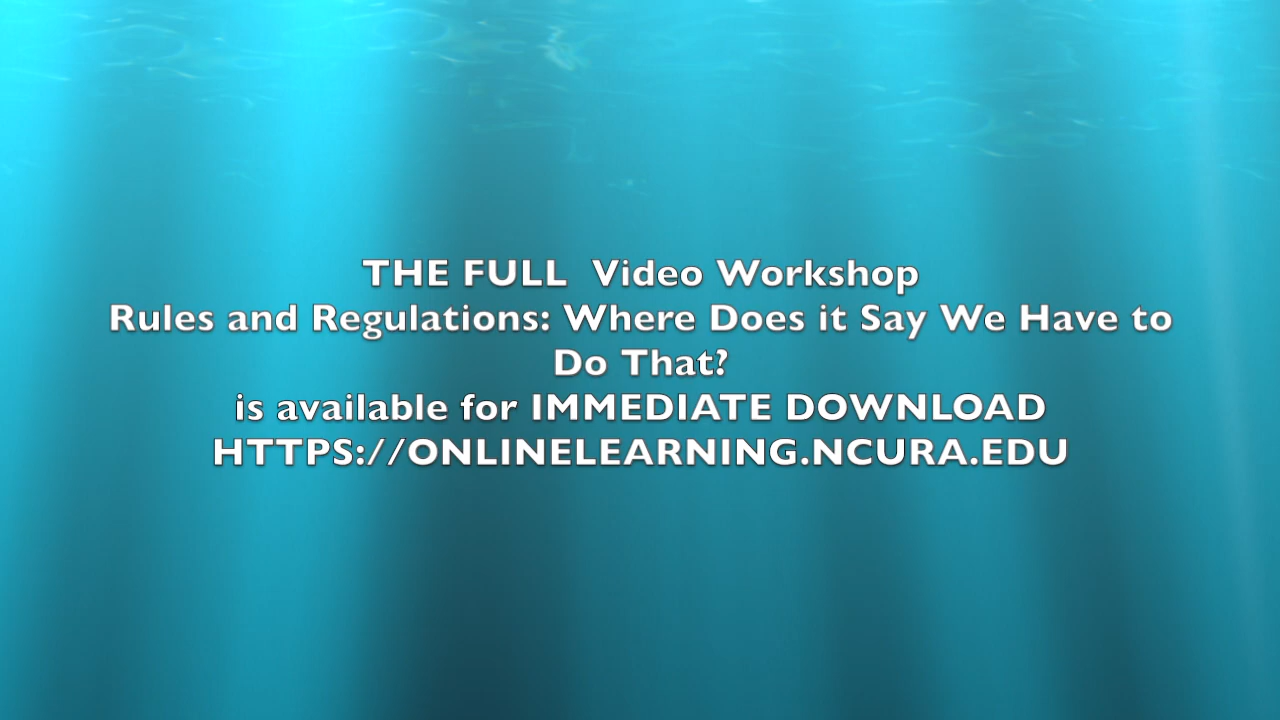 THE FULL  Video Workshop
Rules and Regulations: Where Does it Say We Have to
Do That?
is available for IMMEDIATE DOWNLOAD
HTTPS://ONLINELEARNING.NCURA.EDU